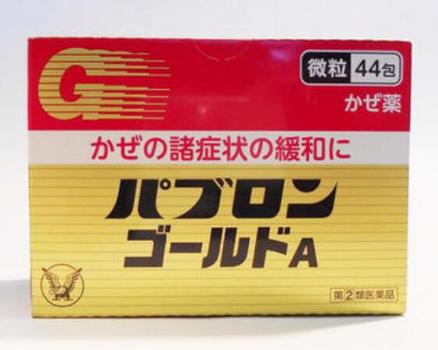 G
微粒 44包
かぜ薬
かぜの諸症状の緩和に
パブロン
ゴールドA
指②類医薬品